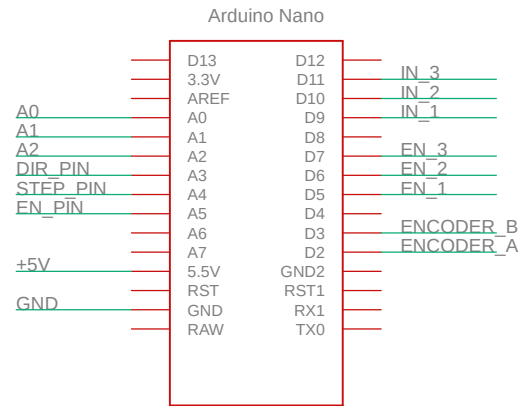 Arduino Nano
D13 D12
3.3V D11 IN_3
AREF D10 IN_2
A0 A0 D9 IN_1
A1 A1 D8
A2 A2 D7 EN_3
DIR_PIN A3 D6 EN_2
STEP_PIN A4 D5 EN_1
EN_PIN A5 D4
A6 D3 ENCODER_B
A7 D2 ENCODER_A
+5V 5.5V GND2
RST RST1
GND GND RX1
RAW TX0